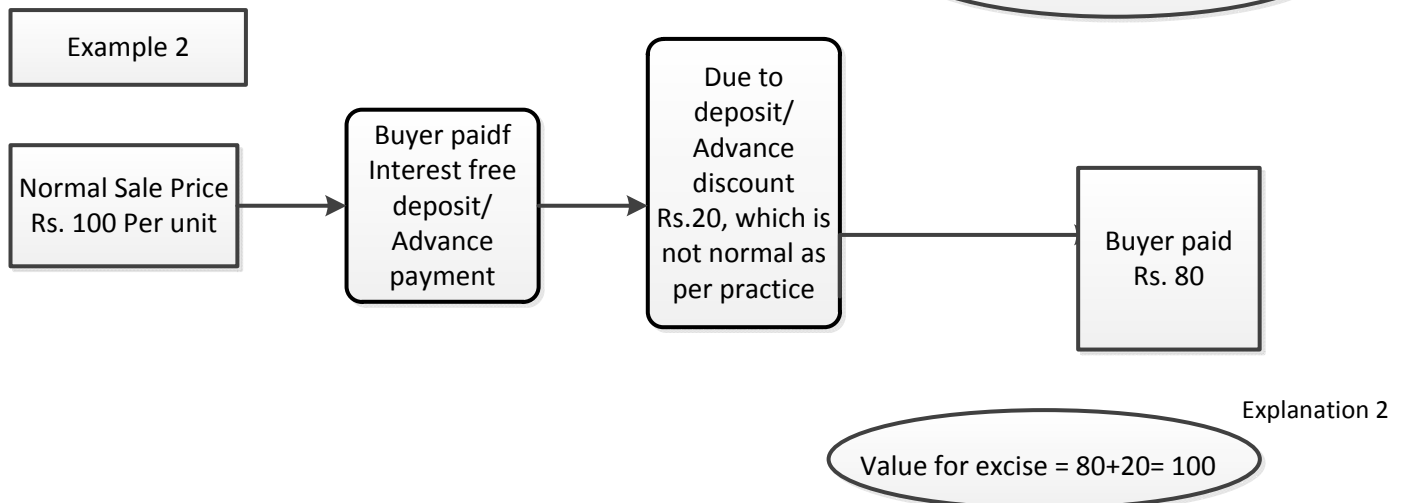 Example 2
Normal Sale Price
Rs. 100 Per unit
Buyer paidf
Interest free
deposit/
Advance
payment
Due to
deposit/
Advance
discount
Rs.20, which is
not normal as
per practice
Buyer paid
Rs. 80
Explanation 2
Value for excise = 80+20= 100